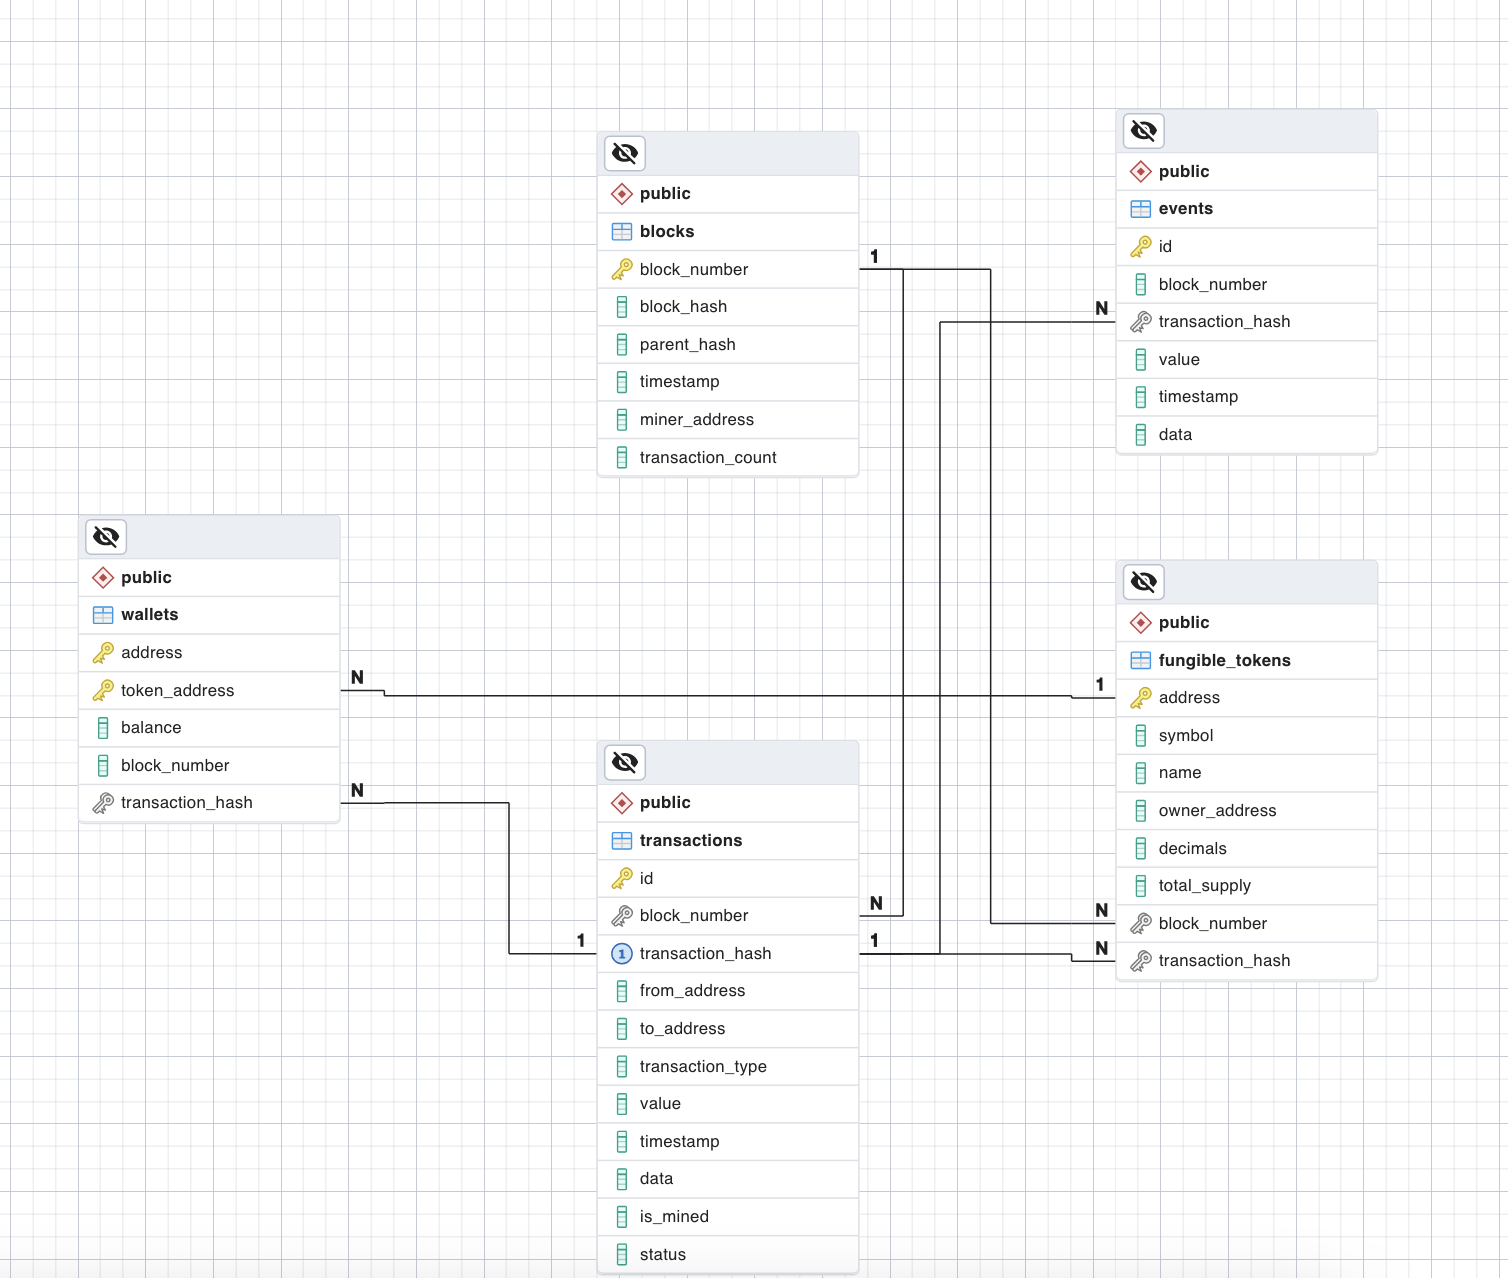 public
blocks
block_number
block_hash
parent_hash
timestamp
miner_address
transaction_count
1
public
events
id
block_number
transaction_hash
value
timestamp
data
N
public
wallets
address
token_address
balance
block_number
transaction_hash
N
N
public
fungible_tokens
address
symbol
name
owner_address
decimals
total_supply
block_number
transaction_hash
1
N
N
public
transactions
id
block_number
transaction_hash
from_address
to_address
transaction_type
value
timestamp
data
is_mined
status
N
1
1
1